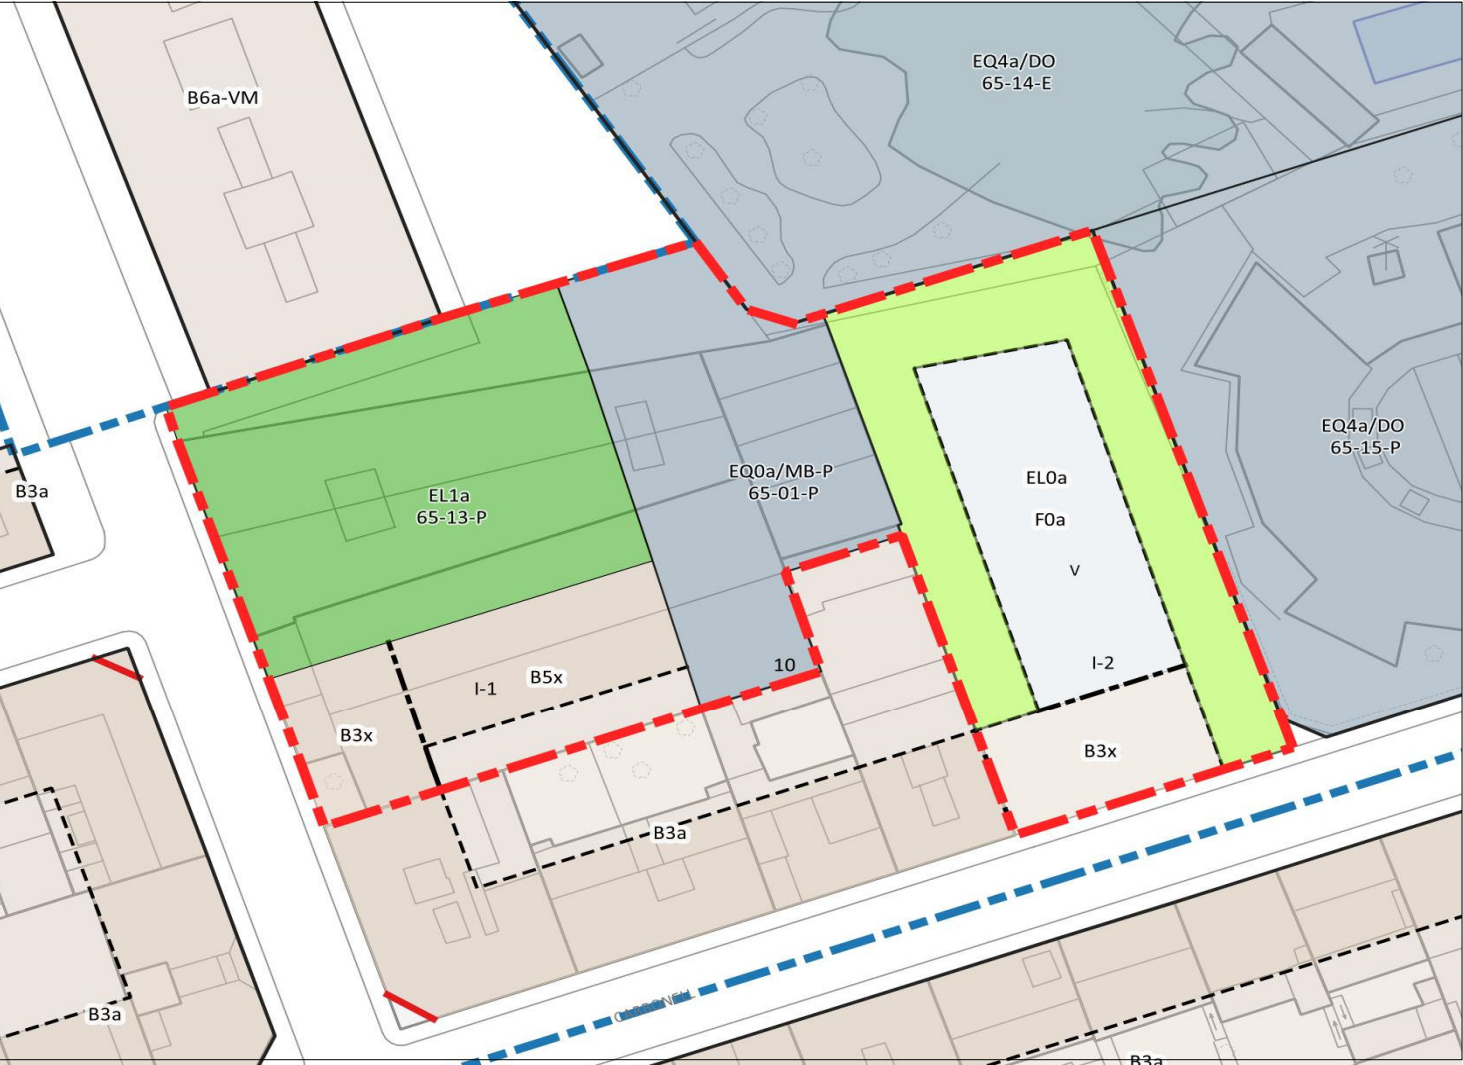 EQ4a/DO
65-14-E
B6a-VM
EQ4a/DO
65-15-P
EQ0a/MB-P
65-01-P
EL0a
B3a
EL1a
65-13-P
F0a
V
10
I-2
B5x
I-1
B3x
B3x
B3a
CARBONELL
B3a
B3a